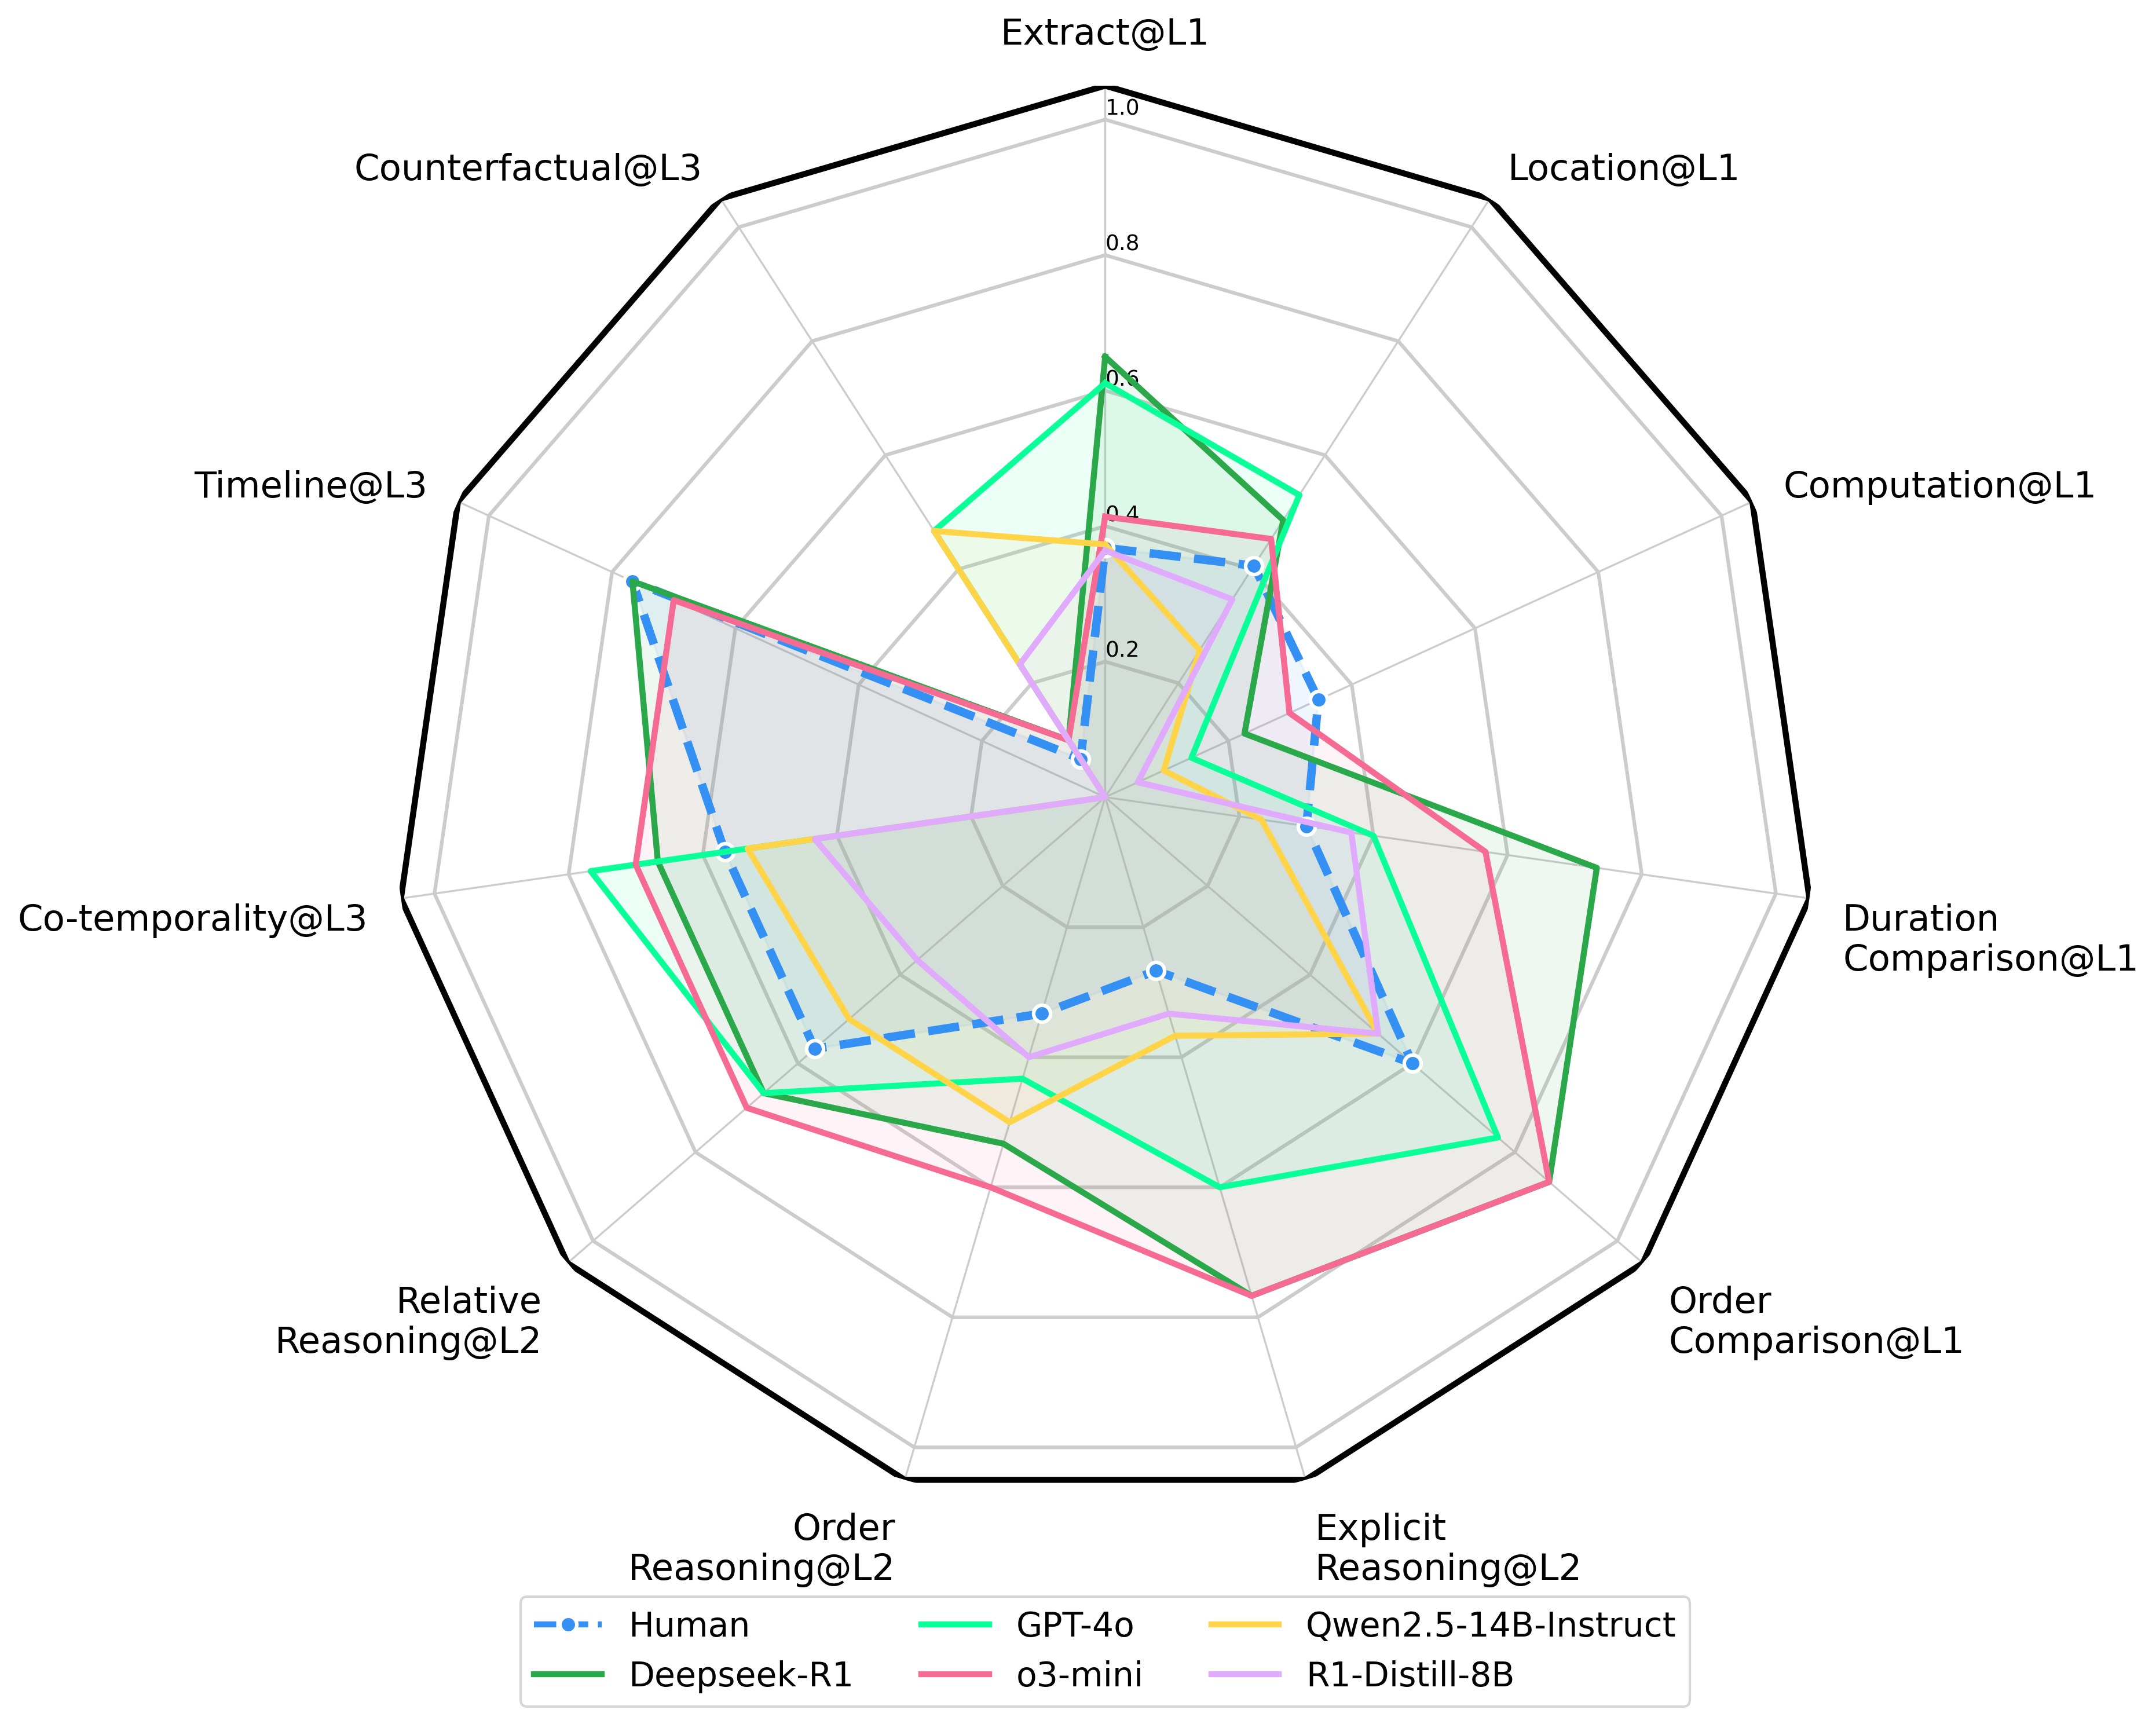 Extract@L1
1.0
Counterfactual@L3
Location@L1
0.8
0.6
Timeline@L3
Computation@L1
0.4
0.2
Co-temporality@L3
Duration
Comparison@L1
Relative
Reasoning@L2
Order
Comparison@L1
Order
Reasoning@L2
Explicit
Reasoning@L2
Human
GPT-4o
Qwen2.5-14B-Instruct
Deepseek-R1
o3-mini
R1-Distill-8B